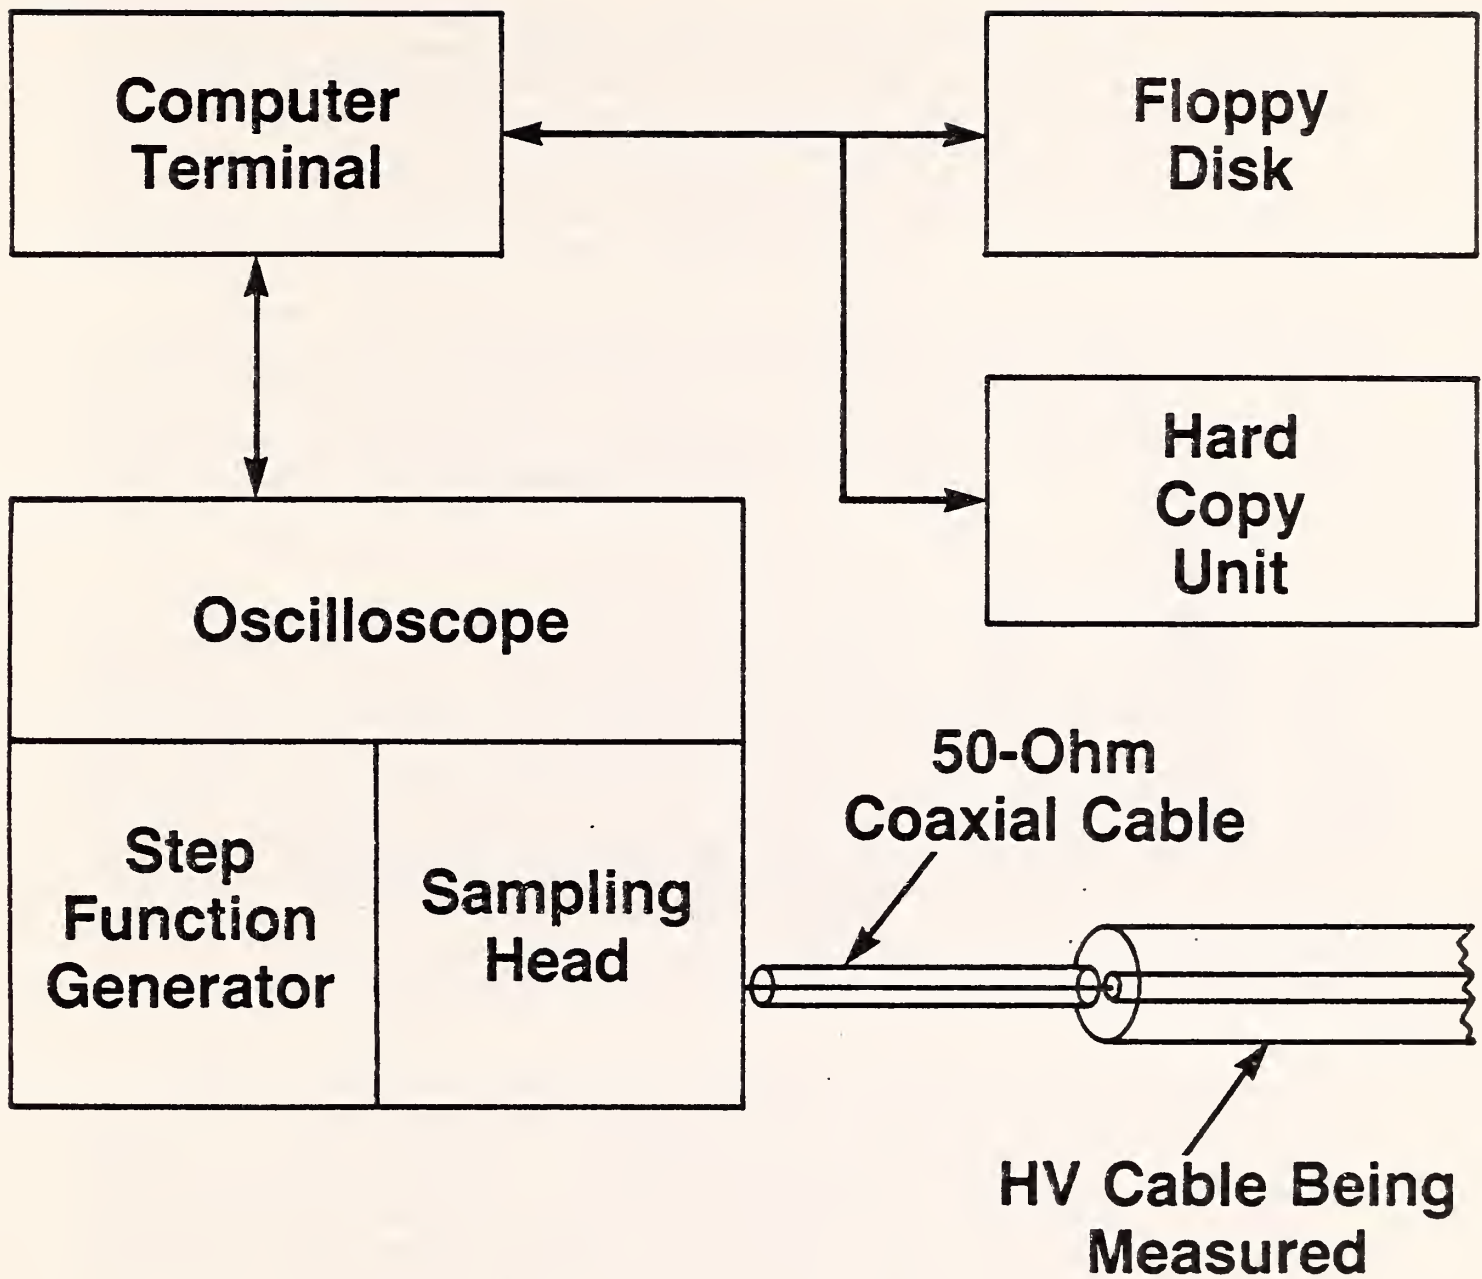 Computer
Terminal
Floppy
Disk
Hard
Copy
Unit
Oscilloscope
Step
Function
Generator
Sampling
Head
50-Ohm
Coaxial Cable
HV Cable Being
Measured